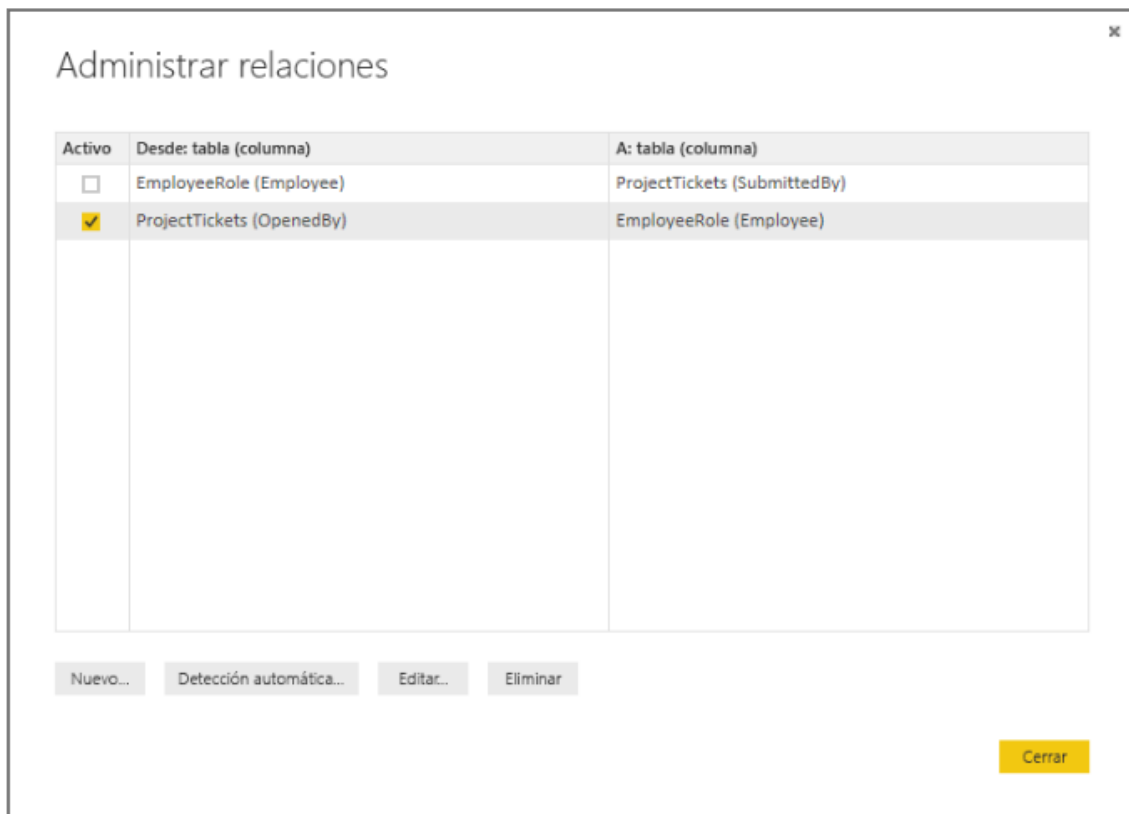 Administrar relaciones
Activo Desde: tabla (columna) A: tabla (columna)
EmployeeRole (Employee) ProjectTickets (SubmittedBy)
ProjectTickets (OpenedBy) EmployeeRole (Employee)
Nuevo... Detección automática... Editar... Eliminar
Cerrar